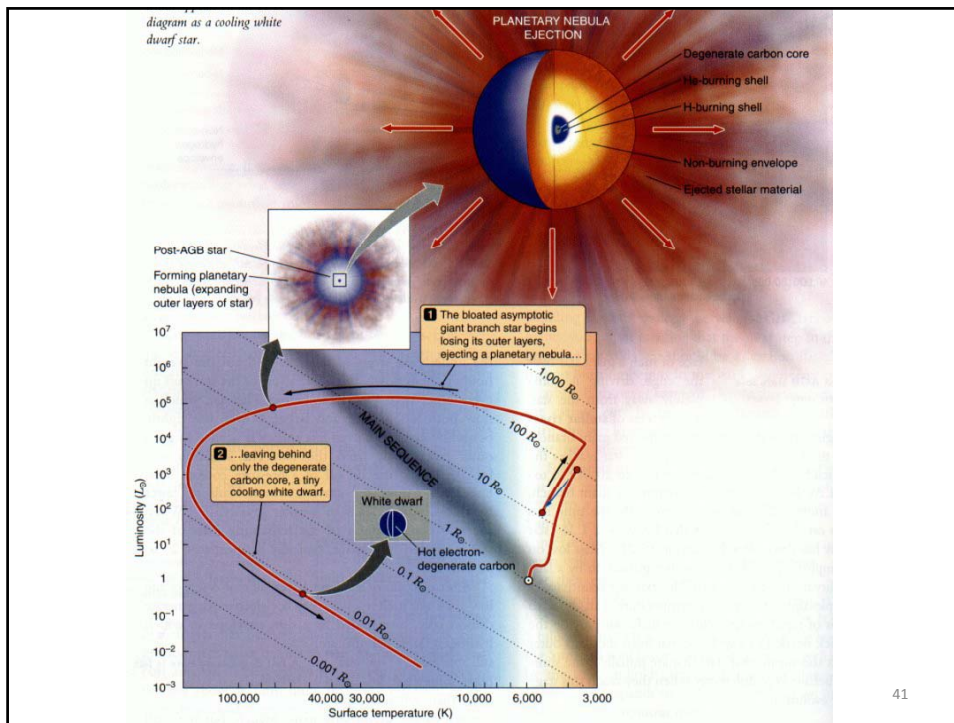 diagram as a cooling white
dwarf star.
PLANETARY NEBULA
EJECTION
Degenerate carbon core
He-burning shell
H-burning shell
Non-burning envelope
Ejected stellar material
Post-AGB star
Forming planetary
nebula (expanding
outer layers of star)
1 The bloated asymptotic
giant branch star begins
losing its outer layers,
ejecting a planetary nebula…
2 …leaving behind
only the degenerate
carbon core, a tiny
cooling white dwarf.
White dwarf
Hot electron-
degenerate carbon
MAIN SEQUENCE
1,000 R☉
100 R☉
10 R☉
1 R☉
0.1 R☉
0.01 R☉
0.001 R☉
Luminosity (L☉)
10⁷
10⁶
10⁵
10⁴
10³
10²
10¹
1
10⁻¹
10⁻²
10⁻³
100,000 40,000 30,000 10,000 6,000 3,000
Surface temperature (K)
41